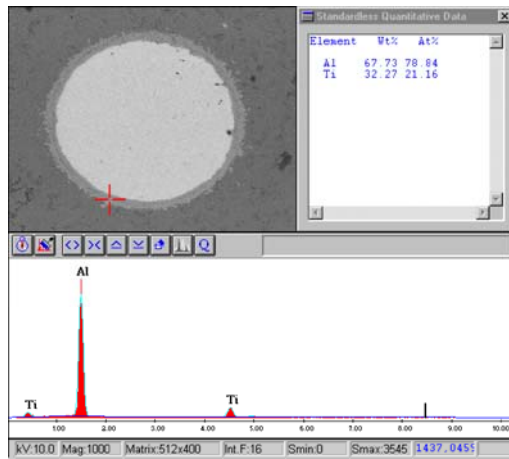 Standardless Quantitative Data
Element Wt% At%
Al 67.73 78.84
Ti 32.27 21.16
Q
Al
Ti
Ti
1.00 2.00 3.00 4.00 5.00 6.00 7.00 8.00 9.00 10.00
kV:10.0 Mag:1000 Matrix:512x400 Int.F:16 Smin:0 Smax:3545 1437.0455